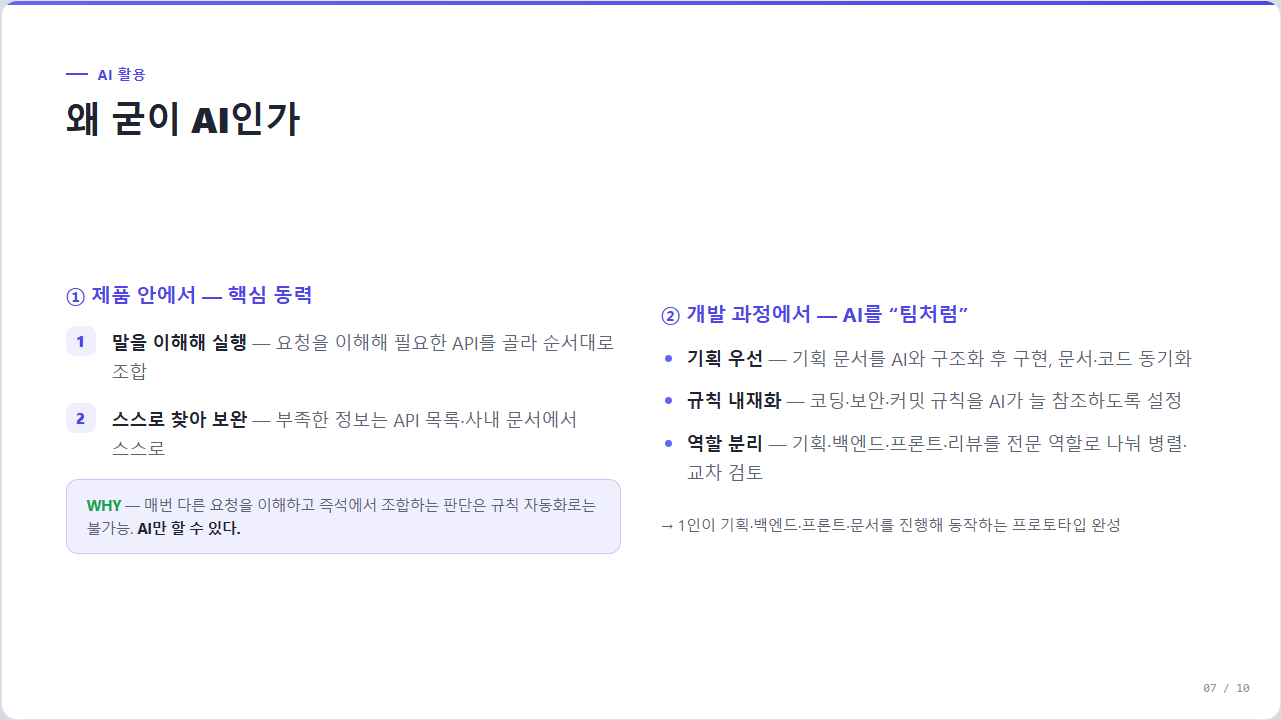 AI 활용
왜 굳이 AI인가
① 제품 안에서 — 핵심 동력
1 말을 이해해 실행 — 요청을 이해해 필요한 API를 골라 순서대로
조합
2 스스로 찾아 보완 — 부족한 정보는 API 목록·사내 문서에서
스스로
WHY — 매번 다른 요청을 이해하고 즉석에서 조합하는 판단은 규칙 자동화로는
불가능. AI만 할 수 있다.
② 개발 과정에서 — AI를 “팀처럼”
• 기획 우선 — 기획 문서를 AI와 구조화 후 구현, 문서·코드 동기화
• 규칙 내재화 — 코딩·보안·커밋 규칙을 AI가 늘 참조하도록 설정
• 역할 분리 — 기획·백엔드·프론트·리뷰를 전문 역할로 나눠 병렬·
교차 검토
→ 1인이 기획·백엔드·프론트·문서를 진행해 동작하는 프로토타입 완성
07 / 10